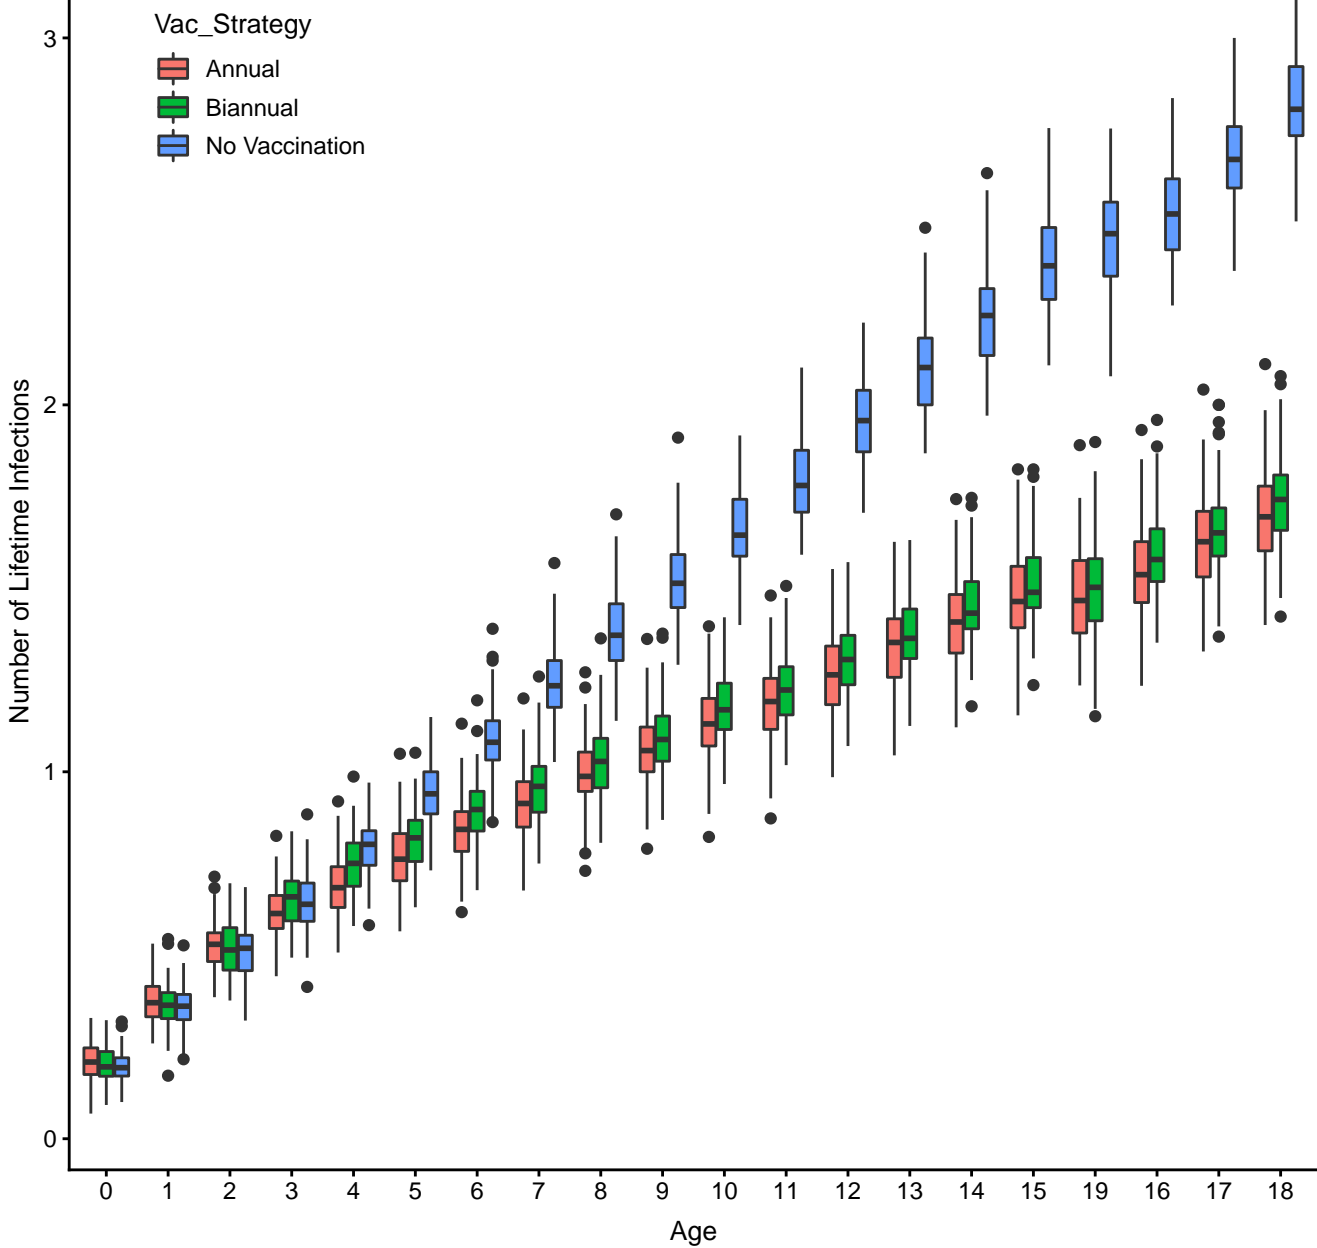 Vac_Strategy
Annual
Biannual
No Vaccination
Number of Lifetime Infections
3
2
1
0
0 1 2 3 4 5 6 7 8 9 10 11 12 13 14 15 19 16 17 18
Age